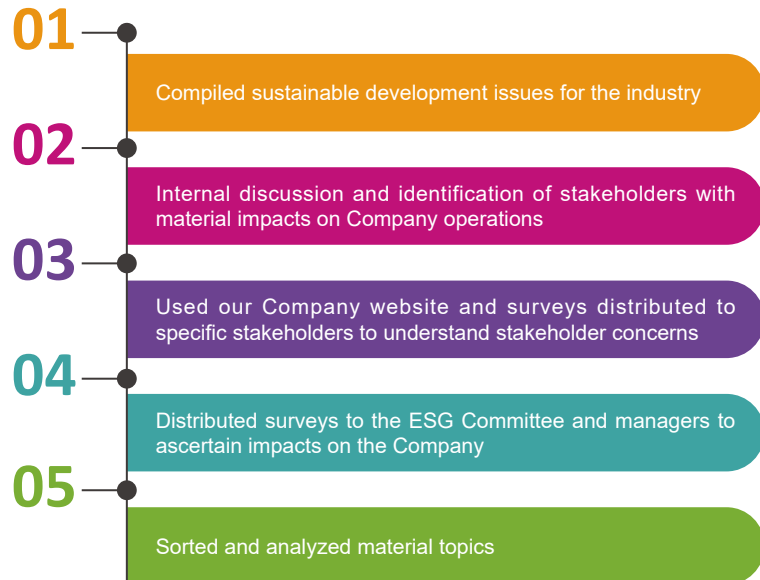 01
Compiled sustainable development issues for the industry
02
Internal discussion and identification of stakeholders with
material impacts on Company operations
03
Used our Company website and surveys distributed to
specific stakeholders to understand stakeholder concerns
04
Distributed surveys to the ESG Committee and managers to
ascertain impacts on the Company
05
Sorted and analyzed material topics